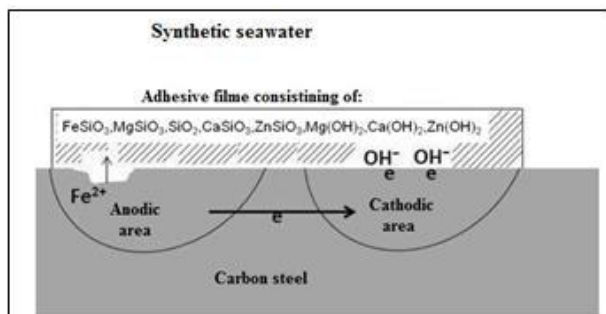 Synthetic seawater
Adhesive filme consistining of:
FeSiO₃,MgSiO₃,SiO₂,CaSiO₃,ZnSiO₃,Mg(OH)₂,Ca(OH)₂,Zn(OH)₂
OH⁻ OH⁻
e e
Fe²⁺
Anodic
area
e
Cathodic
area
Carbon steel